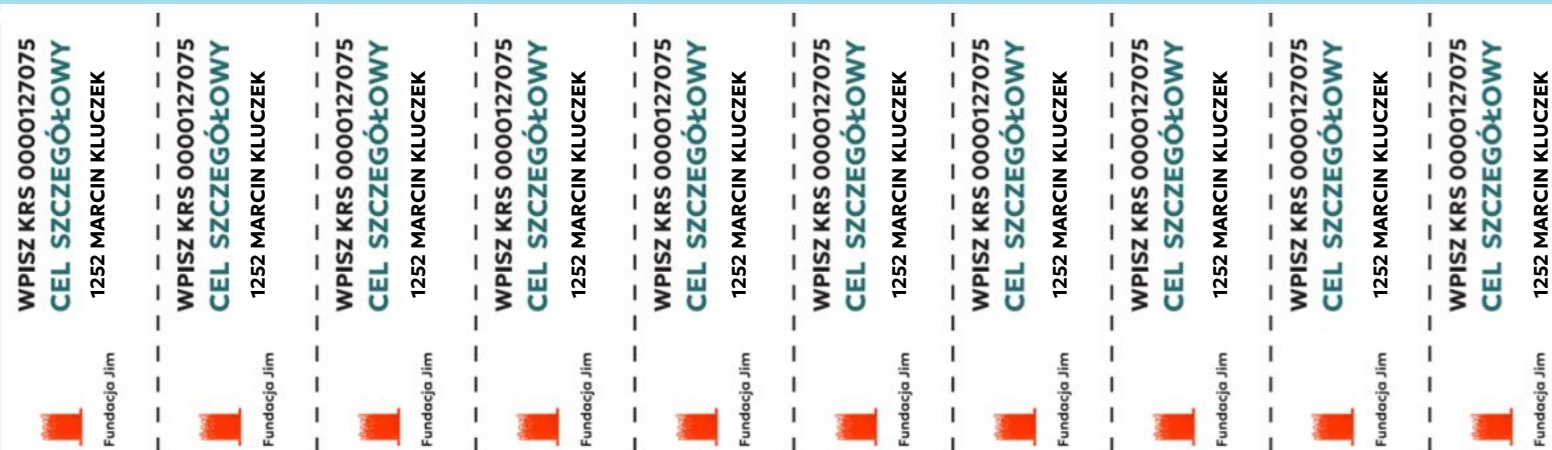 WPISZ KRS 0000127075
CEL SZCZEGÓŁOWY
1252 MARCIN KLUCZEK
Fundacja Jim
WPISZ KRS 0000127075
CEL SZCZEGÓŁOWY
1252 MARCIN KLUCZEK
Fundacja Jim
WPISZ KRS 0000127075
CEL SZCZEGÓŁOWY
1252 MARCIN KLUCZEK
Fundacja Jim
WPISZ KRS 0000127075
CEL SZCZEGÓŁOWY
1252 MARCIN KLUCZEK
Fundacja Jim
WPISZ KRS 0000127075
CEL SZCZEGÓŁOWY
1252 MARCIN KLUCZEK
Fundacja Jim
WPISZ KRS 0000127075
CEL SZCZEGÓŁOWY
1252 MARCIN KLUCZEK
Fundacja Jim
WPISZ KRS 0000127075
CEL SZCZEGÓŁOWY
1252 MARCIN KLUCZEK
Fundacja Jim
WPISZ KRS 0000127075
CEL SZCZEGÓŁOWY
1252 MARCIN KLUCZEK
Fundacja Jim
WPISZ KRS 0000127075
CEL SZCZEGÓŁOWY
1252 MARCIN KLUCZEK
Fundacja Jim
WPISZ KRS 0000127075
CEL SZCZEGÓŁOWY
1252 MARCIN KLUCZEK
Fundacja Jim